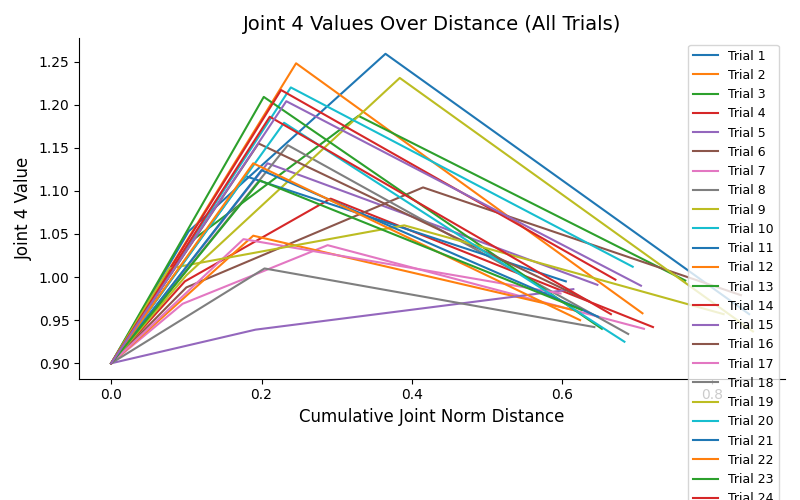 Joint 4 Values Over Distance (All Trials)
Joint 4 Value
1.25
1.20
1.15
1.10
1.05
1.00
0.95
0.90
0.0
0.2
0.4
0.6
0.8
Cumulative Joint Norm Distance
Trial 1
Trial 2
Trial 3
Trial 4
Trial 5
Trial 6
Trial 7
Trial 8
Trial 9
Trial 10
Trial 11
Trial 12
Trial 13
Trial 14
Trial 15
Trial 16
Trial 17
Trial 18
Trial 19
Trial 20
Trial 21
Trial 22
Trial 23
Trial 24